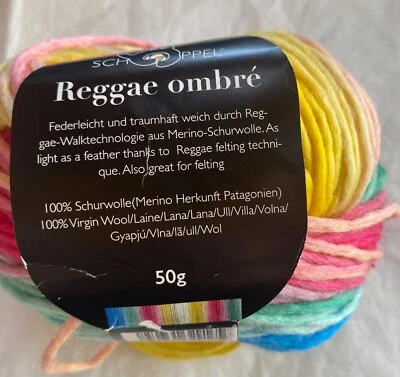 SCHOPPEL
Reggae ombré
Federleicht und traumhaft weich durch Reg-
gae-Walktechnologie aus Merino-Schurwolle. As
light as a feather thanks to Reggae felting techni-
que. Also great for felting
100% Schurwolle(Merino Herkunft Patagonien)
100% Virgin Wool/Laine/Lana/Lana/Ull/Villa/Volna/
Gyapjú/Vlna/lã/ull/Wol
50g